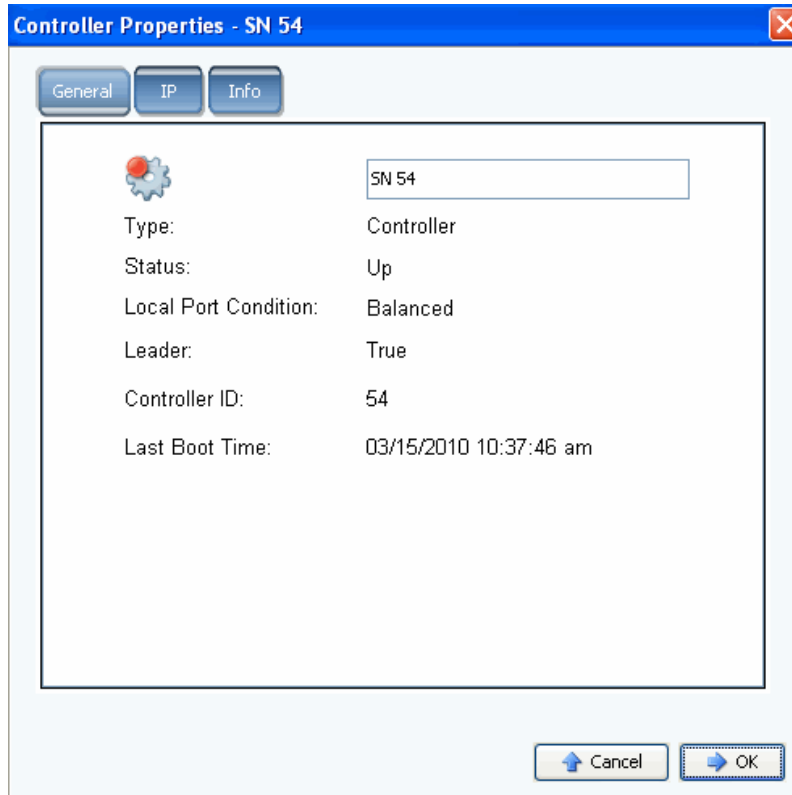 Controller Properties - SN 54
General IP Info
SN 54
Type: Controller
Status: Up
Local Port Condition: Balanced
Leader: True
Controller ID: 54
Last Boot Time: 03/15/2010 10:37:46 am
Cancel OK